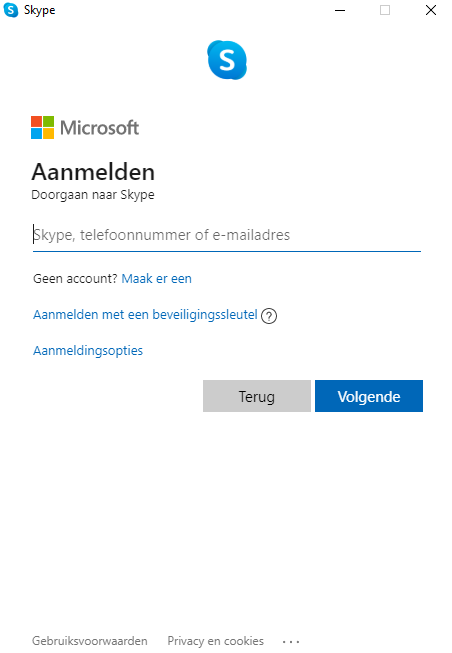 Skype
Microsoft
Aanmelden
Doorgaan naar Skype
Skype, telefoonnummer of e-mailadres
Geen account? Maak er een
Aanmelden met een beveiligingssleutel ?
Aanmeldingsopties
Terug Volgende
Gebruiksvoorwaarden Privacy en cookies ...